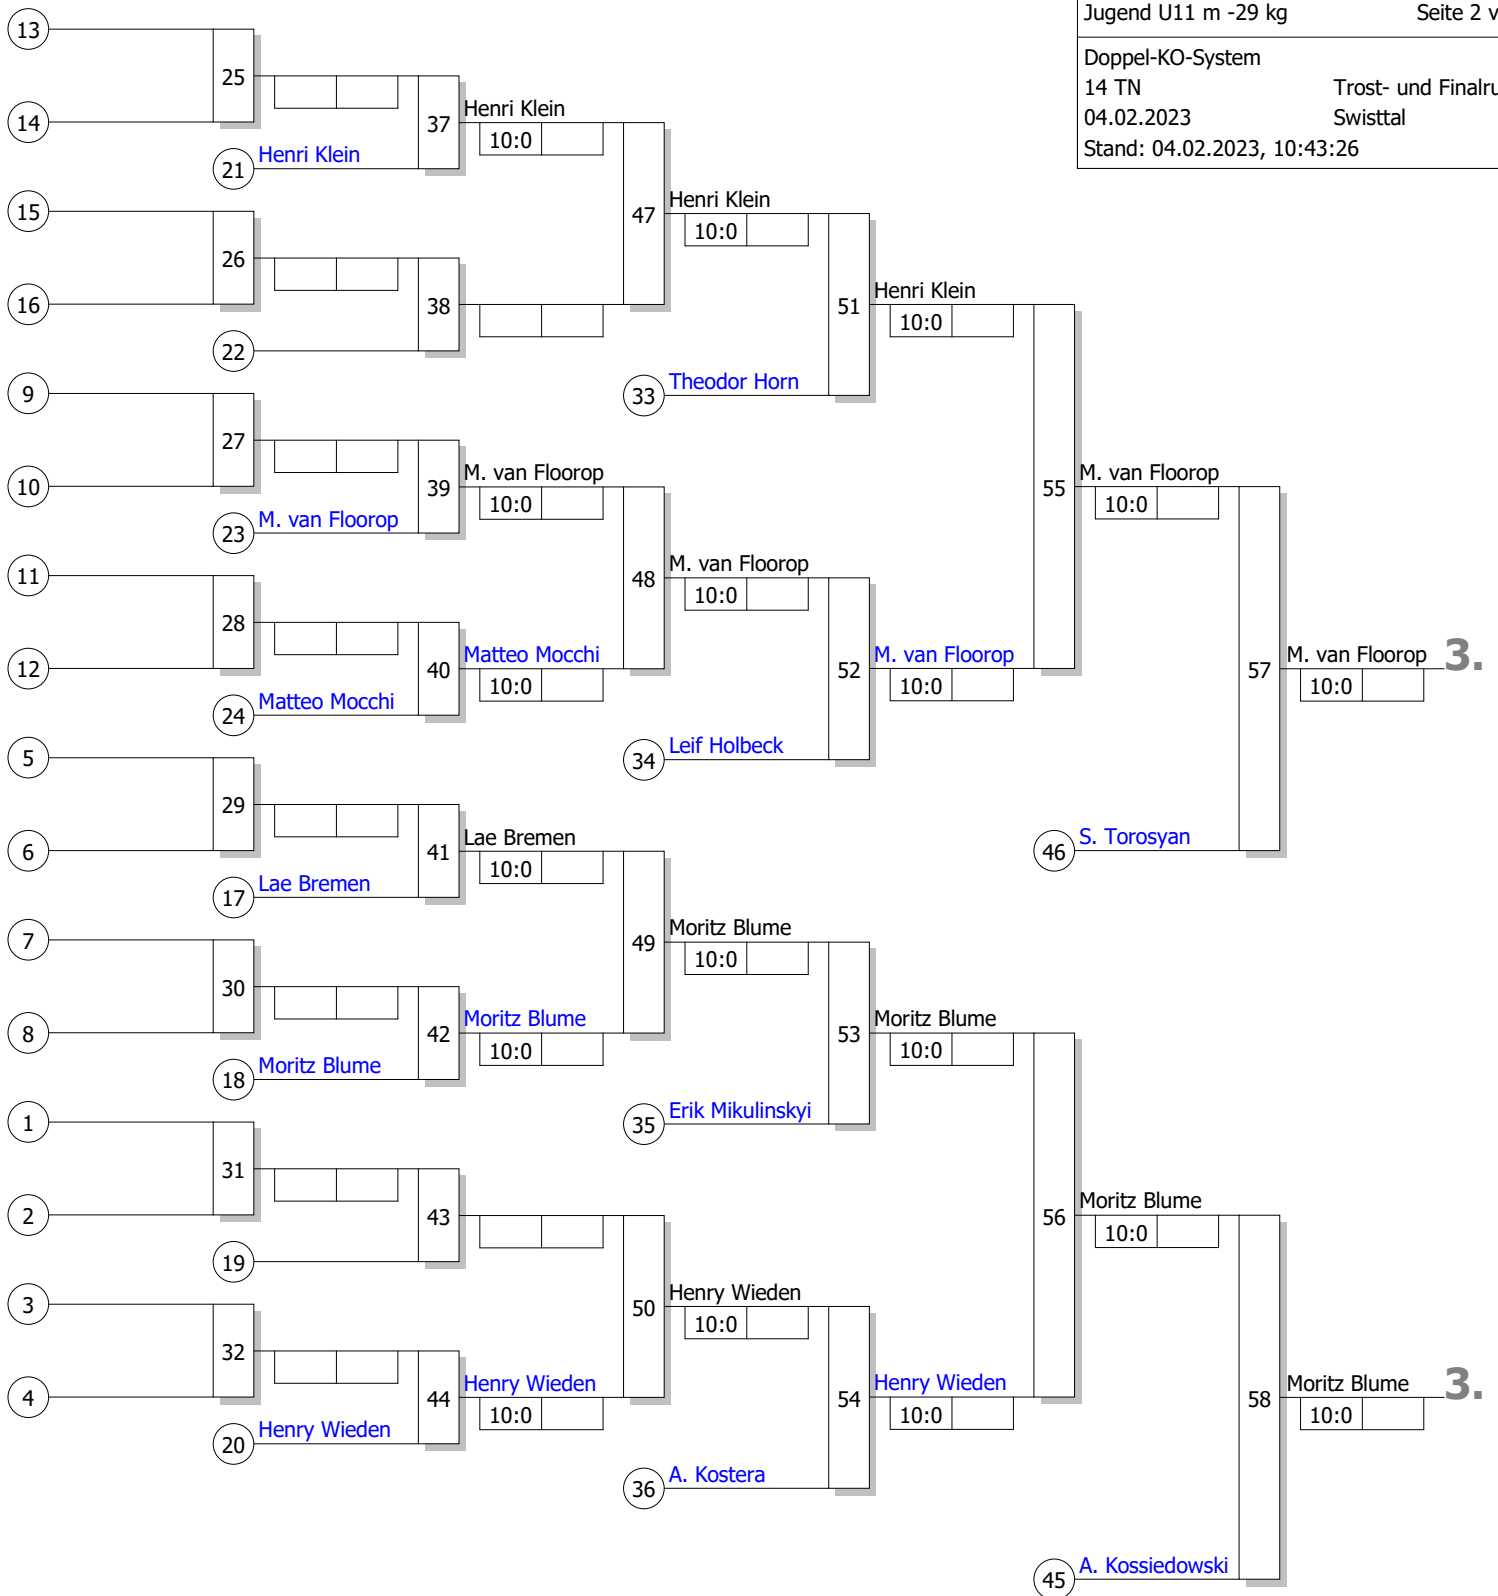 Jugend U11 m -29 kg Seite 2 v
Doppel-KO-System
14 TN Trost- und Finalru
04.02.2023 Swisttal
Stand: 04.02.2023, 10:43:26
13
25
14
37
Henri Klein
10:0
21
Henri Klein
15
26
16
38
22
47
Henri Klein
10:0
51
Henri Klein
10:0
33
Theodor Horn
9
27
10
39
M. van Floorop
10:0
23
M. van Floorop
11
28
12
40
Matteo Mocchi
10:0
24
Matteo Mocchi
48
M. van Floorop
10:0
52
M. van Floorop
10:0
34
Leif Holbeck
55
M. van Floorop
10:0
57
M. van Floorop
10:0
3.
46
S. Torosyan
5
29
6
41
Lae Bremen
10:0
17
Lae Bremen
7
30
8
42
Moritz Blume
10:0
18
Moritz Blume
49
Moritz Blume
10:0
53
Moritz Blume
10:0
35
Erik Mikulinskyi
1
31
2
43
19
3
32
4
44
Henry Wieden
10:0
20
Henry Wieden
50
Henry Wieden
10:0
54
Henry Wieden
10:0
36
A. Kostera
56
Moritz Blume
10:0
58
Moritz Blume
10:0
3.
45
A. Kossiedowski